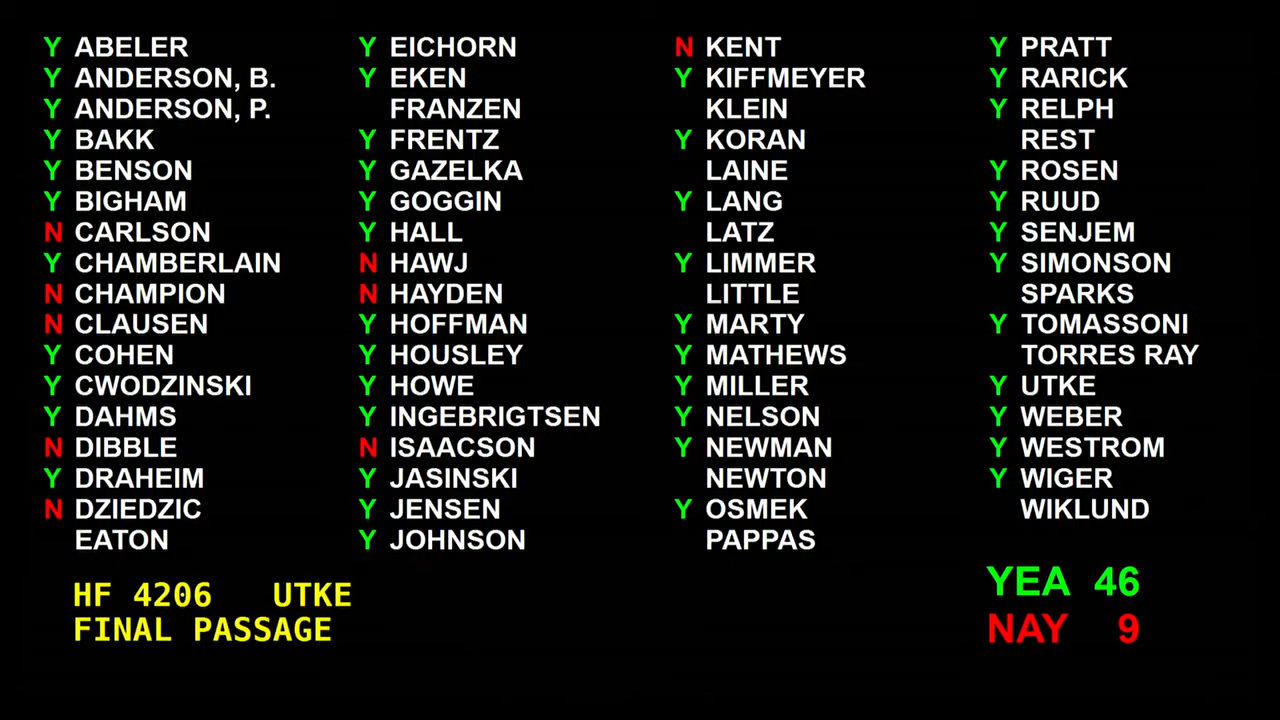 Y ABELER
Y ANDERSON, B.
Y ANDERSON, P.
Y BAKK
Y BENSON
Y BIGHAM
N CARLSON
Y CHAMBERLAIN
N CHAMPION
N CLAUSEN
Y COHEN
Y CWODZINSKI
Y DAHMS
N DIBBLE
Y DRAHEIM
N DZIEDZIC
EATON
Y EICHORN
Y EKEN
FRANZEN
Y FRENTZ
Y GAZELKA
Y GOGGIN
Y HALL
N HAWJ
N HAYDEN
Y HOFFMAN
Y HOUSLEY
Y HOWE
Y INGEBRIGTSEN
N ISAACSON
Y JASINSKI
Y JENSEN
Y JOHNSON
N KENT
Y KIFFMEYER
KLEIN
Y KORAN
LAINE
Y LANG
LATZ
Y LIMMER
LITTLE
Y MARTY
Y MATHEWS
Y MILLER
Y NELSON
Y NEWMAN
NEWTON
Y OSMEK
PAPPAS
Y PRATT
Y RARICK
Y RELPH
REST
Y ROSEN
Y RUUD
Y SENJEM
Y SIMONSON
SPARKS
Y TOMASSONI
TORRES RAY
Y UTKE
Y WEBER
Y WESTROM
Y WIGER
WIKLUND
HF 4206 UTKE
FINAL PASSAGE
YEA 46
NAY 9